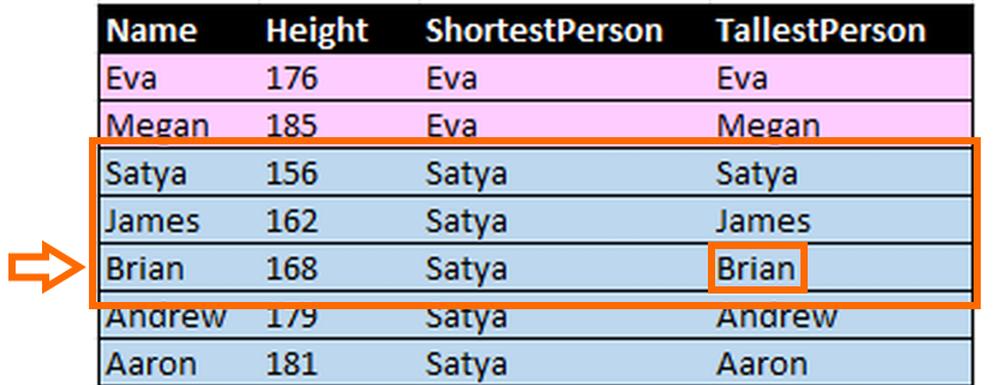 Name Height ShortestPerson TallestPerson
Eva 176 Eva Eva
Megan 185 Eva Megan
Satya 156 Satya Satya
James 162 Satya James
Brian 168 Satya Brian
Andrew 179 Satya Andrew
Aaron 181 Satya Aaron